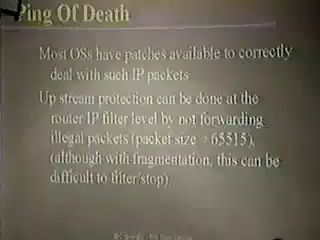 Ping Of Death
Most OSs have patches available to correctly
deal with such IP packets
Up stream protection can be done at the
router IP filter level by not forwarding
illegal packets (packet size > 65515),
(although with fragmentation, this can be
difficult to filter/stop)